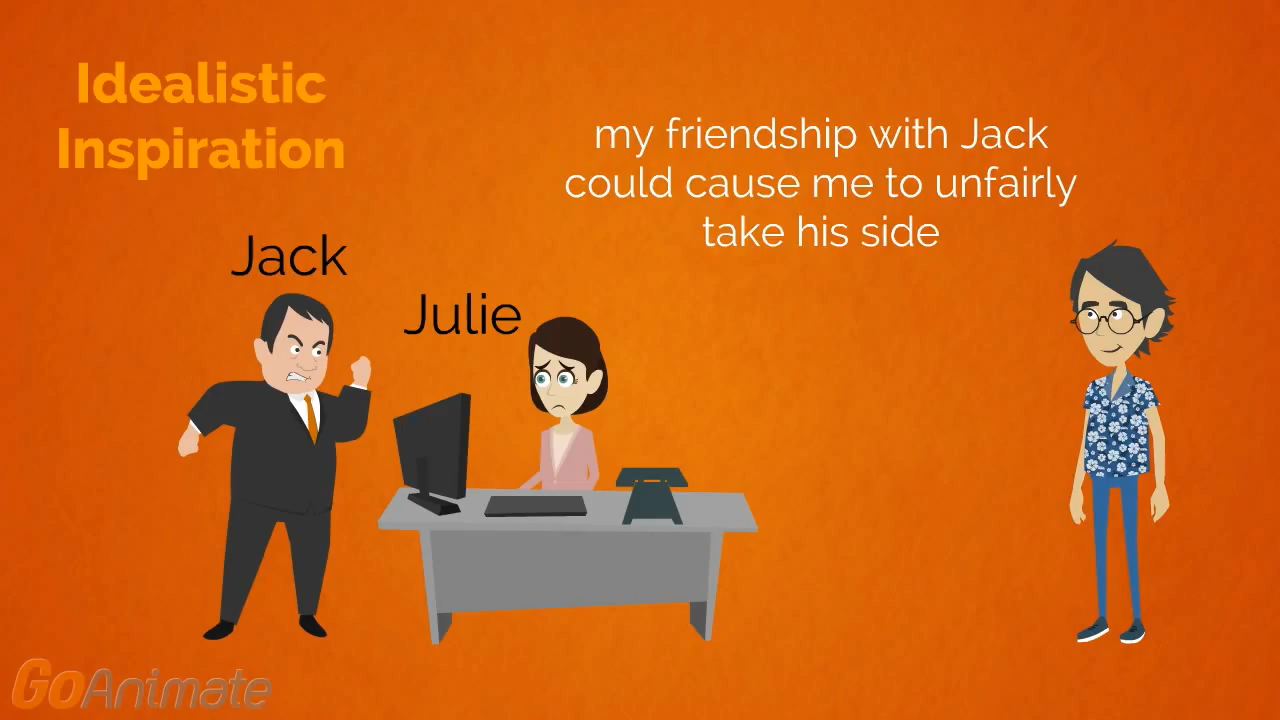 Idealistic
Inspiration
my friendship with Jack
could cause me to unfairly
take his side
Jack
Julie
GoAnimate